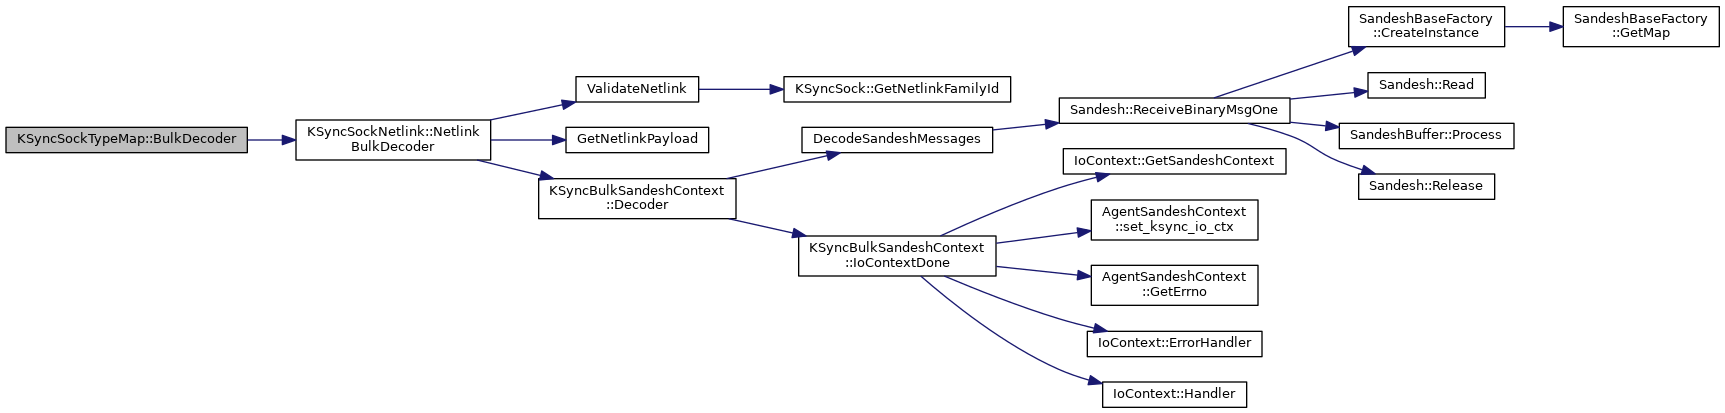 KSyncSockTypeMap::BulkDecoder
KSyncSockNetlink::Netlink
BulkDecoder
ValidateNetlink
GetNetlinkPayload
KSyncBulkSandeshContext
::Decoder
KSyncSock::GetNetlinkFamilyId
DecodeSandeshMessages
KSyncBulkSandeshContext
::IoContextDone
Sandesh::ReceiveBinaryMsgOne
IoContext::GetSandeshContext
AgentSandeshContext
::set_ksync_io_ctx
AgentSandeshContext
::GetErrno
IoContext::ErrorHandler
IoContext::Handler
SandeshBaseFactory
::CreateInstance
Sandesh::Read
SandeshBuffer::Process
Sandesh::Release
SandeshBaseFactory
::GetMap